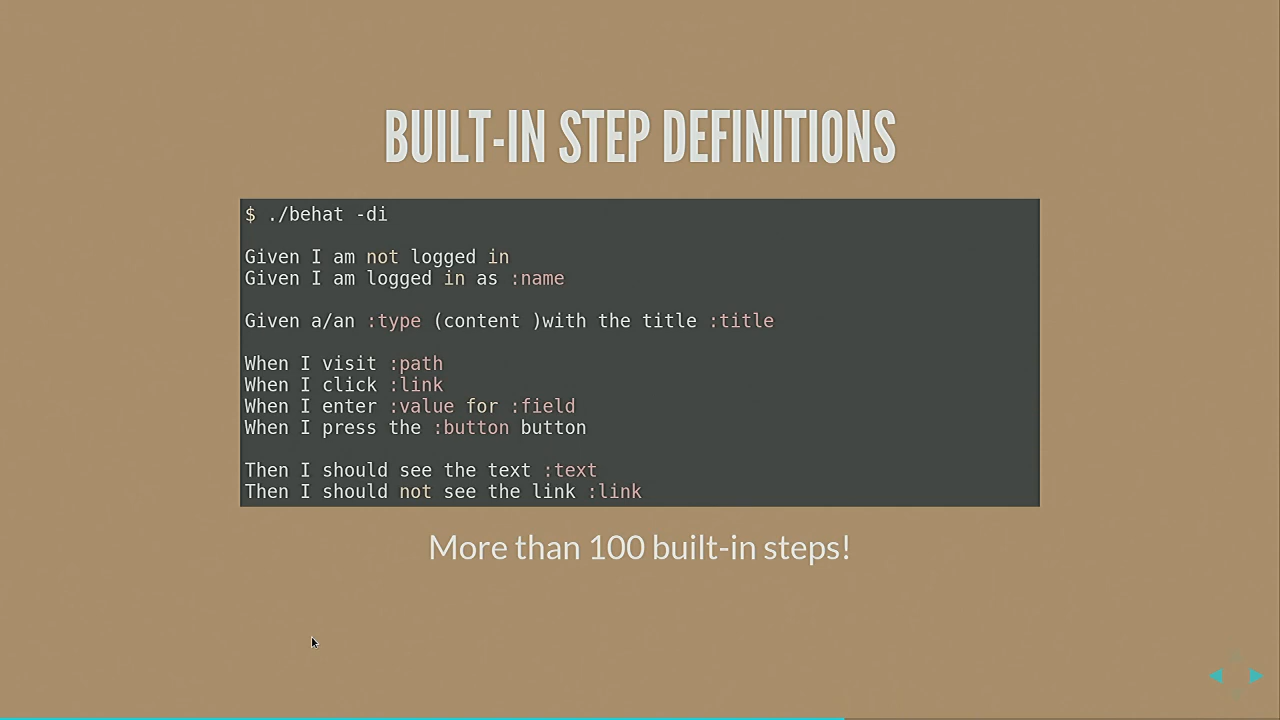 BUILT-IN STEP DEFINITIONS
$ ./behat -di
Given I am not logged in
Given I am logged in as :name
Given a/an :type (content )with the title :title
When I visit :path
When I click :link
When I enter :value for :field
When I press the :button button
Then I should see the text :text
Then I should not see the link :link
More than 100 built-in steps!